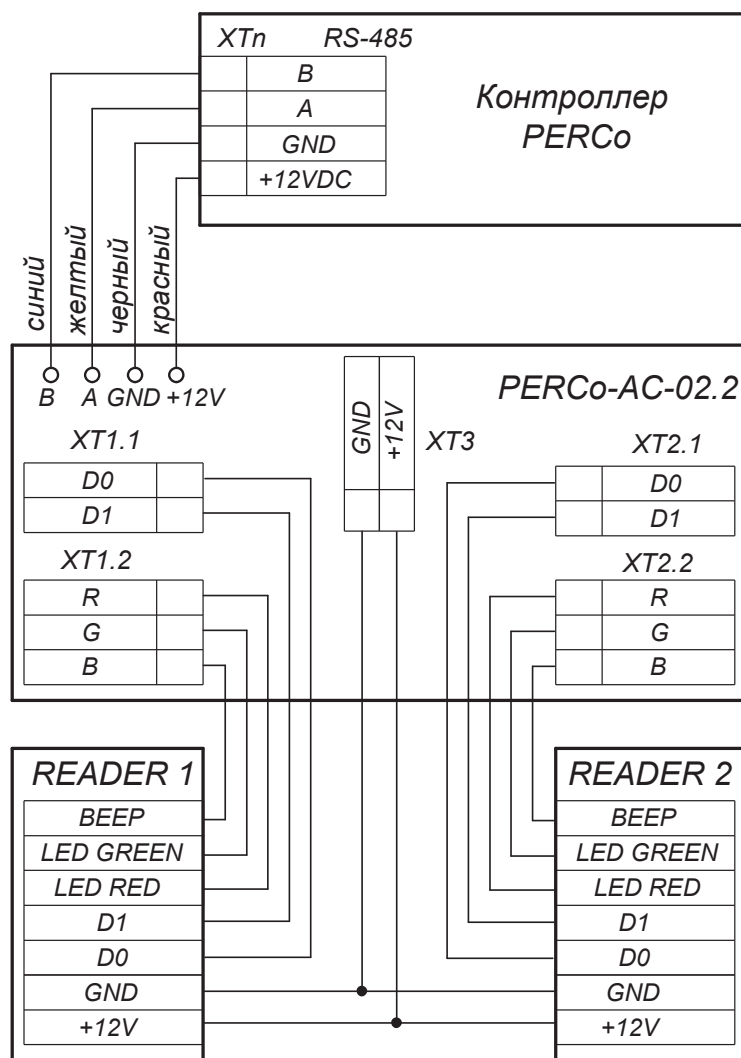 XTn RS-485
B
A
GND
+12VDC
Контроллер
PERCo
синий
желтый
черный
красный
B A GND +12V
GND
+12V
XT3
PERCo-AC-02.2
XT1.1
D0
D1
XT1.2
R
G
B
XT2.1
D0
D1
XT2.2
R
G
B
READER 1
BEEP
LED GREEN
LED RED
D1
D0
GND
+12V
READER 2
BEEP
LED GREEN
LED RED
D1
D0
GND
+12V